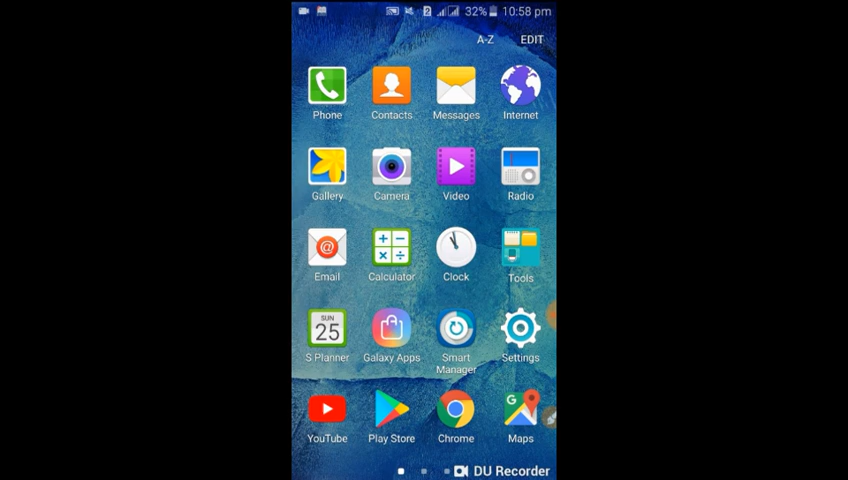 2 32% 10:58 pm
A-Z EDIT
Phone Contacts Messages Internet
Gallery Camera Video Radio
@
Email Calculator Clock Tools
SUN
25
S Planner Galaxy Apps Smart Manager Settings
G
YouTube Play Store Chrome Maps
DU Recorder